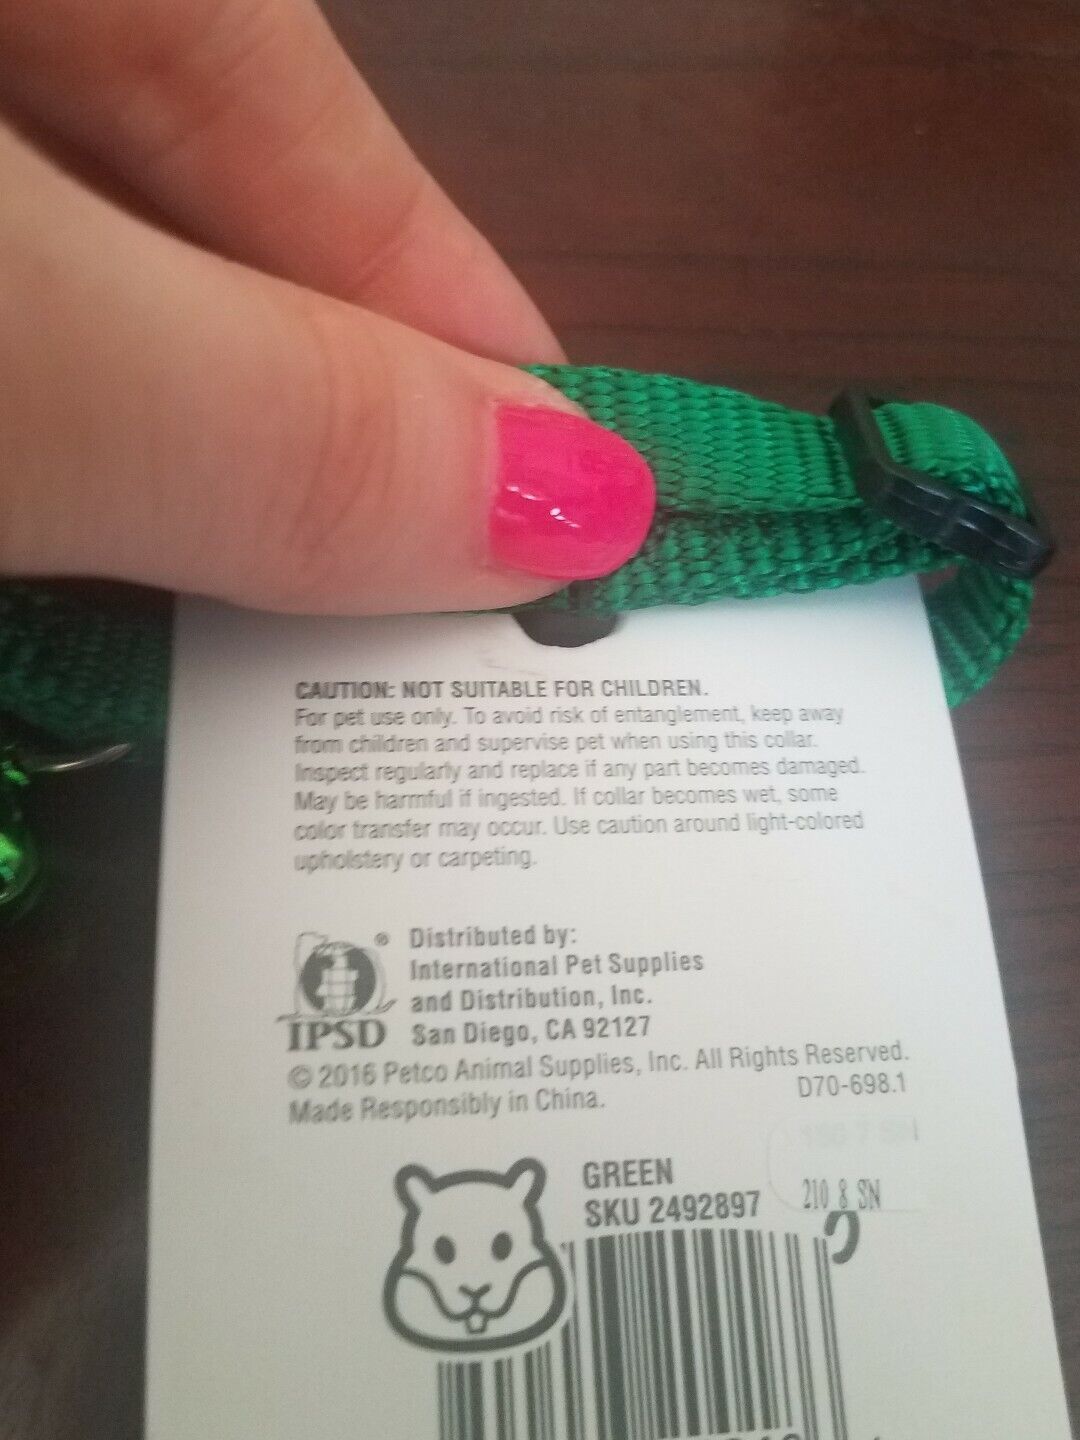 CAUTION: NOT SUITABLE FOR CHILDREN.
For pet use only. To avoid risk of entanglement, keep away
from children and supervise pet when using this collar.
Inspect regularly and replace if any part becomes damaged.
May be harmful if ingested. If collar becomes wet, some
color transfer may occur. Use caution around light-colored
upholstery or carpeting.
®
IPSD
Distributed by:
International Pet Supplies
and Distribution, Inc.
San Diego, CA 92127
© 2016 Petco Animal Supplies, Inc. All Rights Reserved.
Made Responsibly in China.
D70-698.1
GREEN
SKU 2492897
210 8 SN